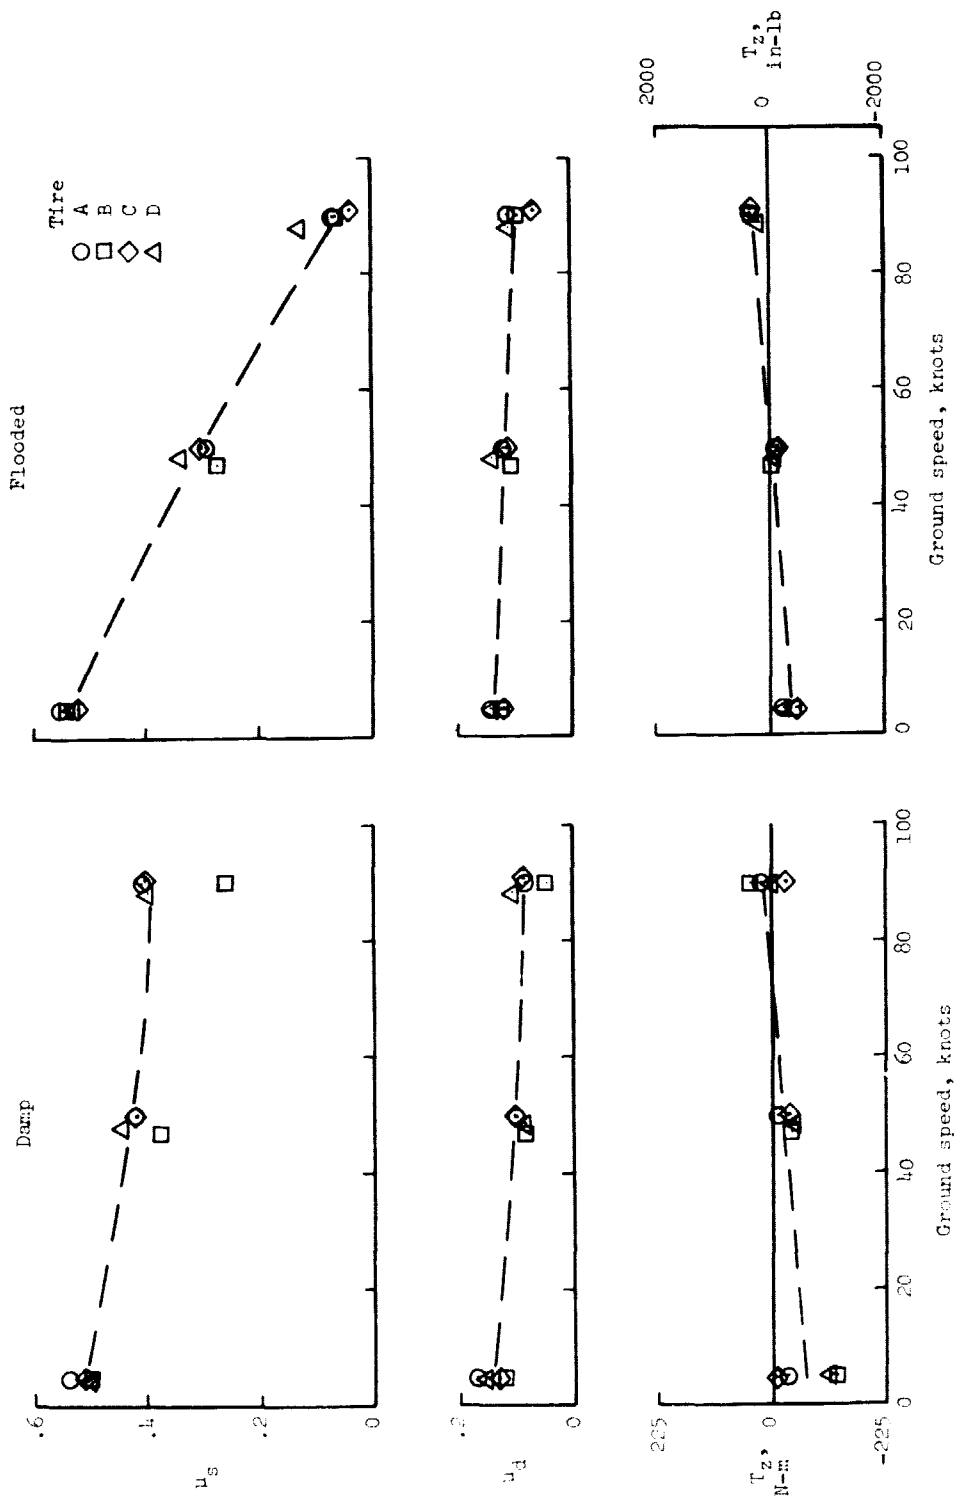 Damp
Flooded
Tire
A
B
C
D
.6
.4
.2
0
μs
.2
0
μd
225
0
-225
Tz,
N-m
2000
0
-2000
Tz,
in-lb
0 20 40 60 80 100
Ground speed, knots
0 20 40 60 80 100
Ground speed, knots